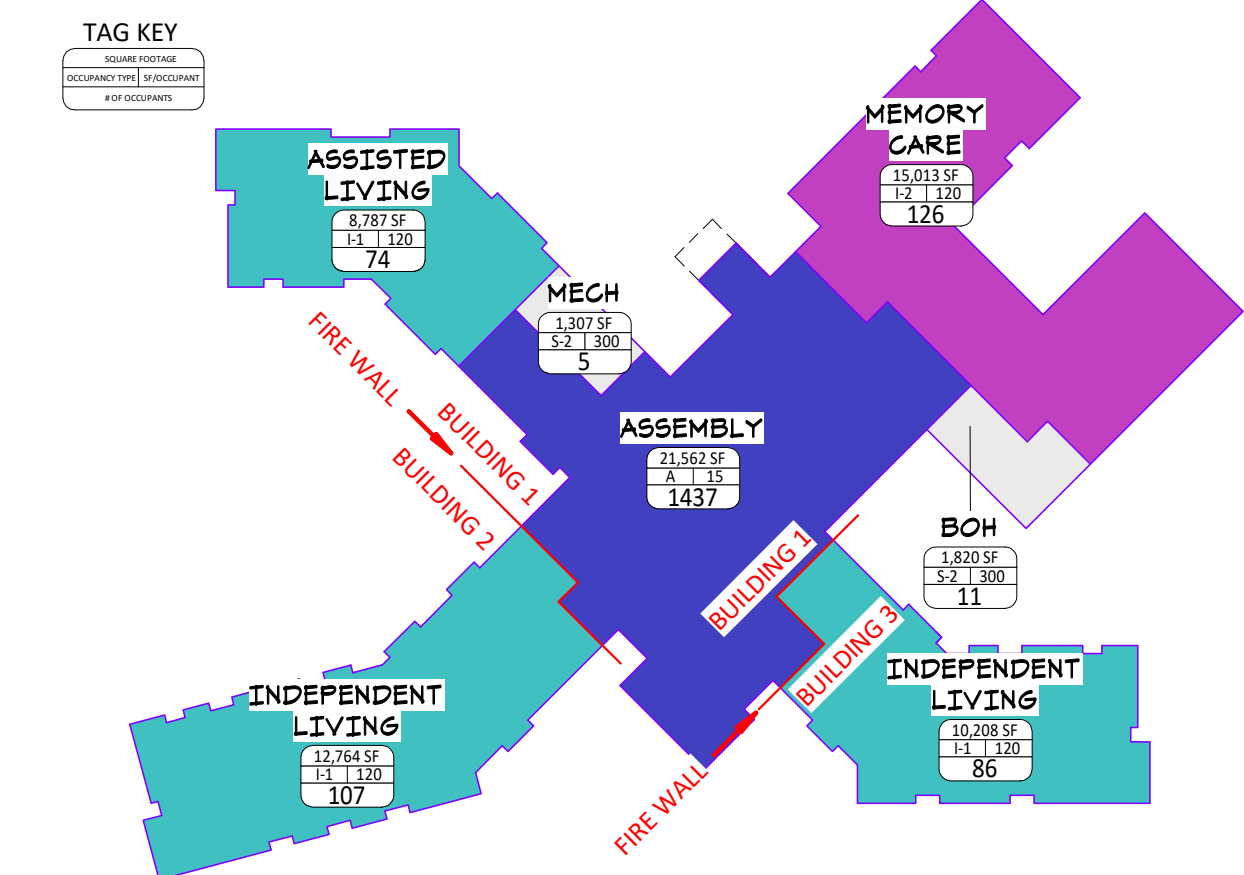 TAG KEY
SQUARE FOOTAGE
OCCUPANCY TYPE SF/OCCUPANT
# OF OCCUPANTS
MEMORY
CARE
15,013 SF
I-2 120
126
ASSISTED
LIVING
8,787 SF
I-1 120
74
MECH
1,307 SF
S-2 300
5
FIRE WALL
BUILDING 1
BUILDING 2
ASSEMBLY
21,562 SF
A 15
1437
BOH
1,820 SF
S-2 300
11
BUILDING 1
BUILDING 3
FIRE WALL
INDEPENDENT
LIVING
12,764 SF
I-1 120
107
INDEPENDENT
LIVING
10,208 SF
I-1 120
86